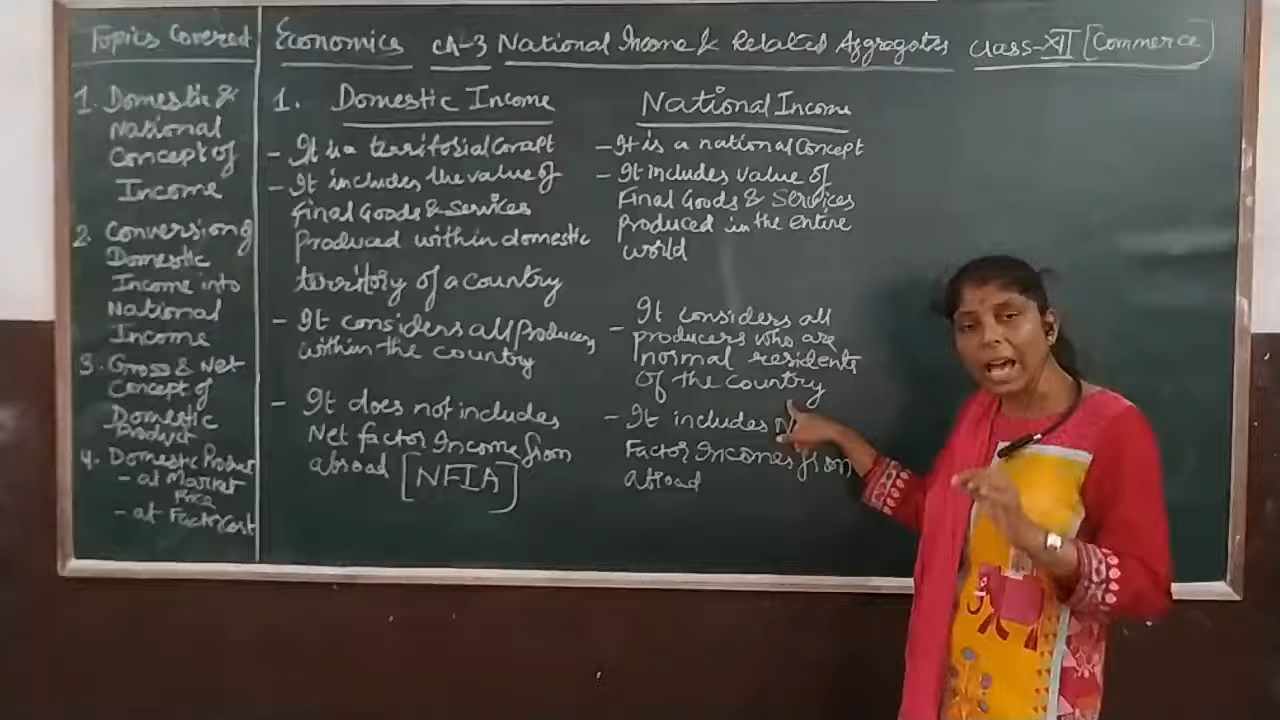 Topics Covered
Economics Ch-3 National Income & Related Aggregates Class-XII [Commerce]
1. Domestic &
National
Concept of
Income
2. Conversion of
Domestic
Income into
National
Income
3. Gross & Net
Concept of
Domestic
Product
4. Domestic Product
- at Market
Price
- at Factor Cost
1. Domestic Income
- It is a territorial Concept
- It includes the value of
final Goods & Services
produced within domestic
territory of a country
- It considers all Producers
within the country
- It does not includes
Net factor Income from
abroad [NFIA]
National Income
- It is a national Concept
- It includes value of
Final Goods & Services
produced in the entire
world
- It considers all
producers who are
normal residents
of the country
- It includes
Factor Incomes from
abroad